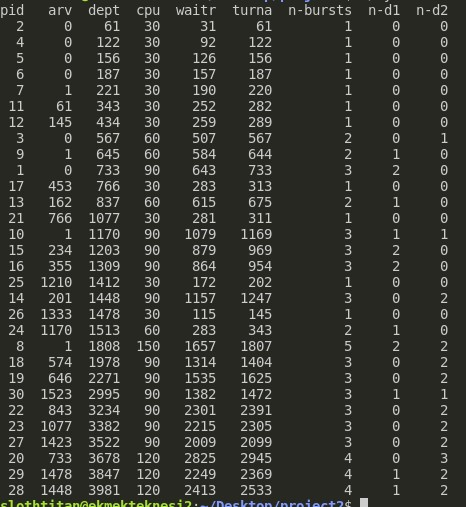 pid arv dept cpu waitr turna n-bursts n-d1 n-d2
2 0 61 30 31 61 1 0 0
4 0 122 30 92 122 1 0 0
5 0 156 30 126 156 1 0 0
6 0 187 30 157 187 1 0 0
7 1 221 30 190 220 1 0 0
11 61 343 30 252 282 1 0 0
12 145 434 30 259 289 1 0 0
3 0 567 60 507 567 2 0 1
9 1 645 60 584 644 2 1 0
1 0 733 90 643 733 3 2 0
17 453 766 30 283 313 1 0 0
13 162 837 60 615 675 2 1 0
21 766 1077 30 281 311 1 0 0
10 1 1170 90 1079 1169 3 1 1
15 234 1203 90 879 969 3 2 0
16 355 1309 90 864 954 3 2 0
25 1210 1412 30 172 202 1 0 0
14 201 1448 90 1157 1247 3 0 2
26 1333 1478 30 115 145 1 0 0
24 1170 1513 60 283 343 2 1 0
8 1 1808 150 1657 1807 5 2 2
18 574 1978 90 1314 1404 3 0 2
19 646 2271 90 1535 1625 3 0 2
30 1523 2995 90 1382 1472 3 1 1
22 843 3234 90 2301 2391 3 0 2
23 1077 3382 90 2215 2305 3 0 2
27 1423 3522 90 2009 2099 3 0 2
20 733 3678 120 2825 2945 4 0 3
29 1478 3847 120 2249 2369 4 1 2
28 1448 3981 120 2413 2533 4 1 2
slothtitan@ekmekteknesi2:~/Desktop/project2$